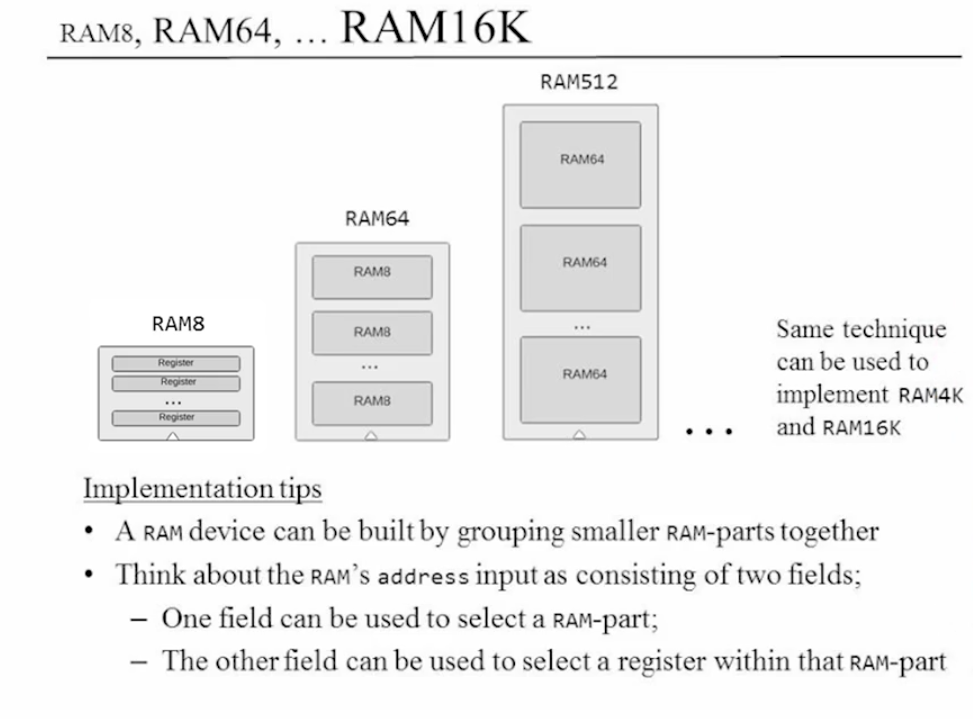 RAM8, RAM64, ... RAM16K
RAM512
RAM64
RAM64
...
RAM64
RAM64
RAM8
RAM8
...
RAM8
RAM8
Register
Register
...
Register
...
Same technique
can be used to
implement RAM4K
and RAM16K
Implementation tips
• A RAM device can be built by grouping smaller RAM-parts together
• Think about the RAM's address input as consisting of two fields;
– One field can be used to select a RAM-part;
– The other field can be used to select a register within that RAM-part